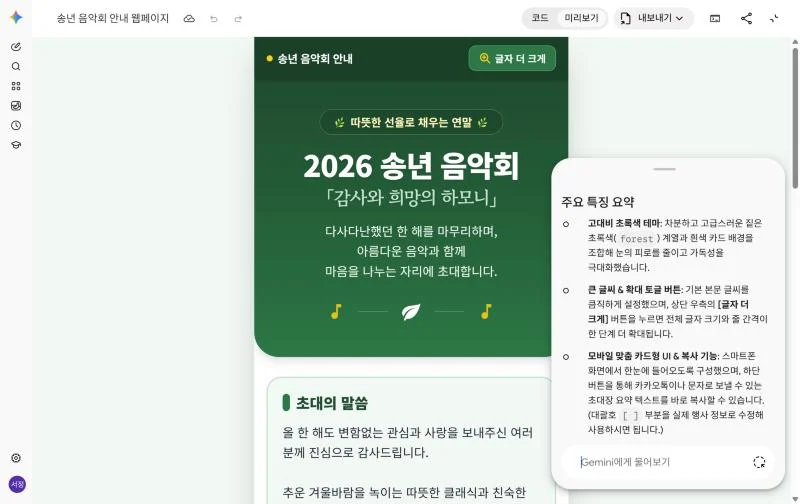 송년 음악회 안내 웹페이지
코드
미리보기
내보내기
송년 음악회 안내
글자 더 크게
따뜻한 선율로 채우는 연말
2026 송년 음악회
「감사와 희망의 하모니」
다사다난했던 한 해를 마무리하며,
아름다운 음악과 함께
마음을 나누는 자리에 초대합니다.
초대의 말씀
올 한 해도 변함없는 관심과 사랑을 보내주신 여러
분께 진심으로 감사드립니다.
추운 겨울바람을 녹이는 따뜻한 클래식과 친숙한
주요 특징 요약
고대비 초록색 테마: 차분하고 고급스러운 짙은
초록색( forest ) 계열과 흰색 카드 배경을
조합해 눈의 피로를 줄이고 가독성을
극대화했습니다.
큰 글씨 & 확대 토글 버튼: 기본 본문 글씨를
큼직하게 설정했으며, 상단 우측의 [글자 더
크게] 버튼을 누르면 전체 글자 크기와 줄 간격이
한 단계 더 확대됩니다.
모바일 맞춤 카드형 UI & 복사 기능: 스마트폰
화면에서 한눈에 들어오도록 구성했으며, 하단
버튼을 통해 카카오톡이나 문자로 보낼 수 있는
초대장 요약 텍스트를 바로 복사할 수 있습니다.
(대괄호 [ ] 부분을 실제 행사 정보로 수정해
사용하시면 됩니다.)
Gemini에게 물어보기
서정